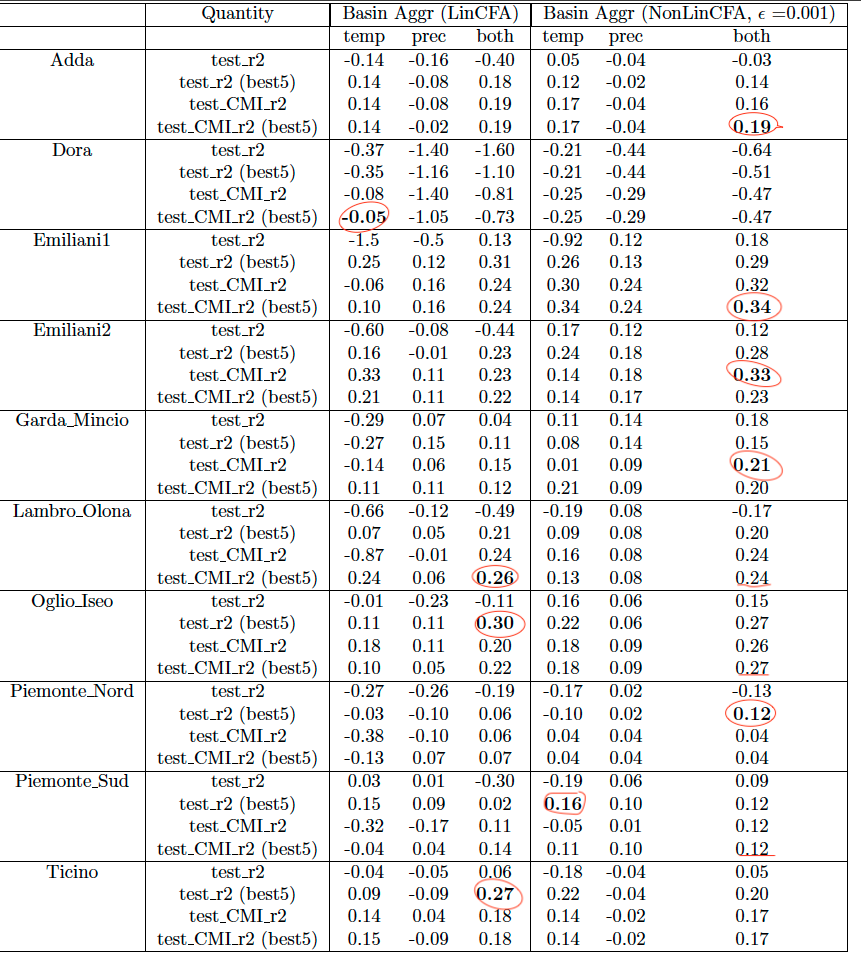 Quantity Basin Aggr (LinCFA) Basin Aggr (NonLinCFA, ϵ =0.001)
temp prec both temp prec both
Adda test_r2 -0.14 -0.16 -0.40 0.05 -0.04 -0.03
test_r2 (best5) 0.14 -0.08 0.18 0.12 -0.02 0.14
test_CMI_r2 0.14 -0.08 0.19 0.17 -0.04 0.16
test_CMI_r2 (best5) 0.14 -0.02 0.19 0.17 -0.04 0.19
Dora test_r2 -0.37 -1.40 -1.60 -0.21 -0.44 -0.64
test_r2 (best5) -0.35 -1.16 -1.10 -0.21 -0.44 -0.51
test_CMI_r2 -0.08 -1.40 -0.81 -0.25 -0.29 -0.47
test_CMI_r2 (best5) -0.05 -1.05 -0.73 -0.25 -0.29 -0.47
Emiliani1 test_r2 -1.5 -0.5 0.13 -0.92 0.12 0.18
test_r2 (best5) 0.25 0.12 0.31 0.26 0.13 0.29
test_CMI_r2 -0.06 0.16 0.24 0.30 0.24 0.32
test_CMI_r2 (best5) 0.10 0.16 0.24 0.34 0.24 0.34
Emiliani2 test_r2 -0.60 -0.08 -0.44 0.17 0.12 0.12
test_r2 (best5) 0.16 -0.01 0.23 0.24 0.18 0.28
test_CMI_r2 0.33 0.11 0.23 0.14 0.18 0.33
test_CMI_r2 (best5) 0.21 0.11 0.22 0.14 0.17 0.23
Garda_Mincio test_r2 -0.29 0.07 0.04 0.11 0.14 0.18
test_r2 (best5) -0.27 0.15 0.11 0.08 0.14 0.15
test_CMI_r2 -0.14 0.06 0.15 0.01 0.09 0.21
test_CMI_r2 (best5) 0.11 0.11 0.12 0.21 0.09 0.20
Lambro_Olona test_r2 -0.66 -0.12 -0.49 -0.19 0.08 -0.17
test_r2 (best5) 0.07 0.05 0.21 0.09 0.08 0.20
test_CMI_r2 -0.87 -0.01 0.24 0.16 0.08 0.24
test_CMI_r2 (best5) 0.24 0.06 0.26 0.13 0.08 0.24
Oglio_Iseo test_r2 -0.01 -0.23 -0.11 0.16 0.06 0.15
test_r2 (best5) 0.11 0.11 0.30 0.22 0.06 0.27
test_CMI_r2 0.18 0.11 0.20 0.18 0.09 0.26
test_CMI_r2 (best5) 0.10 0.05 0.22 0.18 0.09 0.27
Piemonte_Nord test_r2 -0.27 -0.26 -0.19 -0.17 0.02 -0.13
test_r2 (best5) -0.03 -0.10 0.06 -0.10 0.02 0.12
test_CMI_r2 -0.38 -0.10 0.06 0.04 0.04 0.04
test_CMI_r2 (best5) -0.13 0.07 0.07 0.04 0.04 0.04
Piemonte_Sud test_r2 0.03 0.01 -0.30 -0.19 0.06 0.09
test_r2 (best5) 0.15 0.09 0.02 0.16 0.10 0.12
test_CMI_r2 -0.32 -0.17 0.11 -0.05 0.01 0.12
test_CMI_r2 (best5) -0.04 0.04 0.14 0.11 0.10 0.12
Ticino test_r2 -0.04 -0.05 0.06 -0.18 -0.04 0.05
test_r2 (best5) 0.09 -0.09 0.27 0.22 -0.04 0.20
test_CMI_r2 0.14 0.04 0.18 0.14 -0.02 0.17
test_CMI_r2 (best5) 0.15 -0.09 0.18 0.14 -0.02 0.17